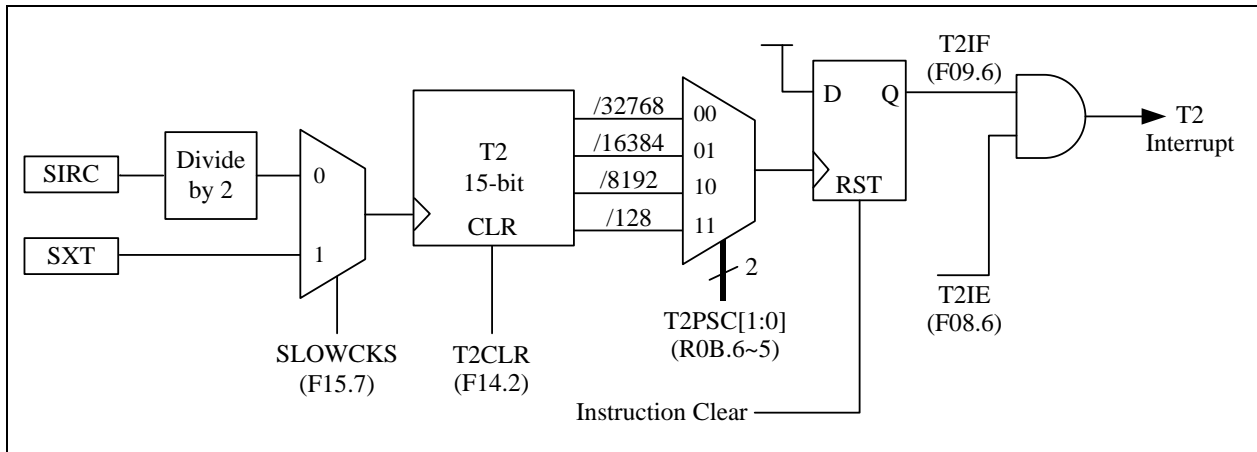 SIRC
Divide
by 2
SXT
0
1
SLOWCKS
(F15.7)
T2
15-bit
CLR
T2CLR
(F14.2)
/32768
/16384
/8192
/128
00
01
10
11
2
T2PSC[1:0]
(R0B.6~5)
D
Q
RST
Instruction Clear
T2IF
(F09.6)
T2IE
(F08.6)
T2
Interrupt